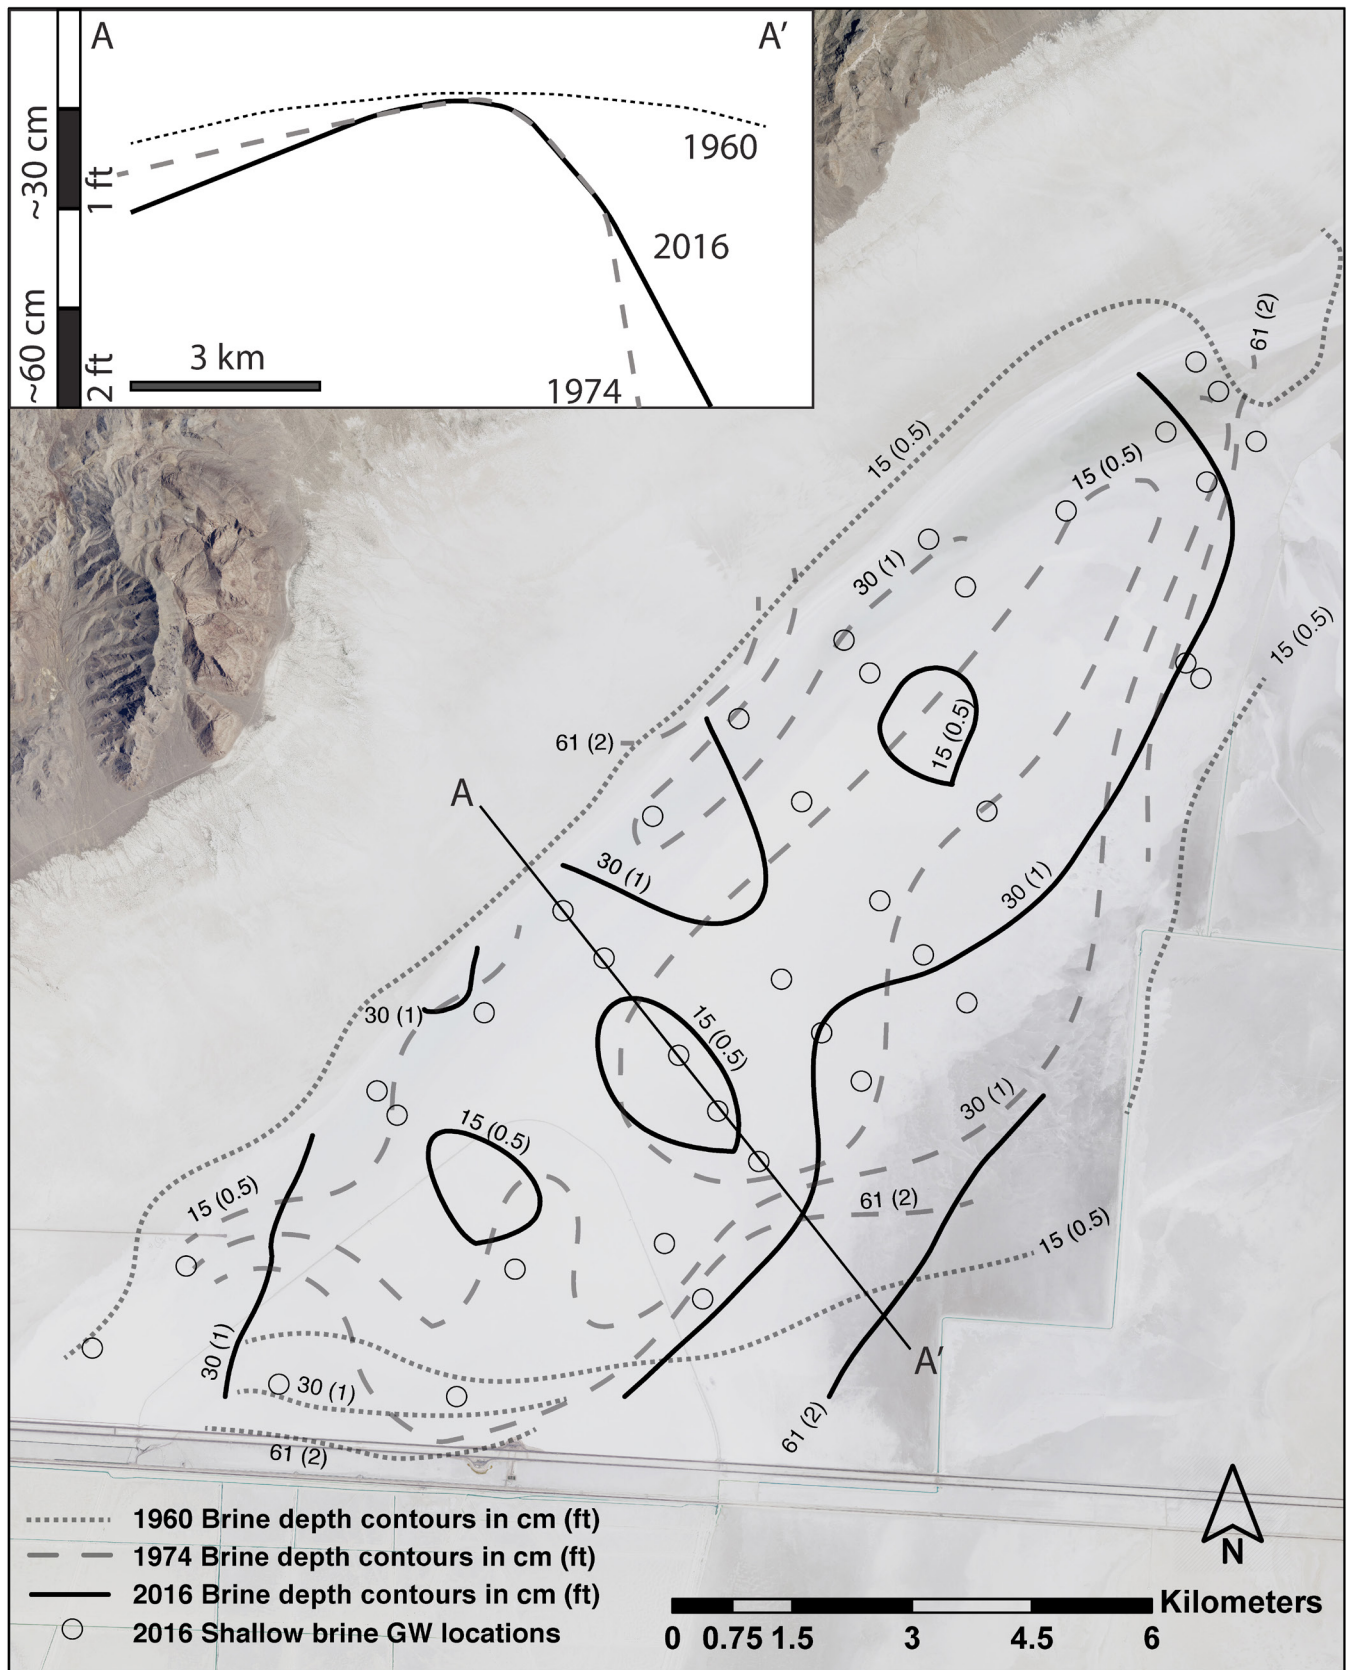 A
A′
~30 cm
1 ft
~60 cm
2 ft
1960
2016
3 km
1974
61 (2)
15 (0.5)
15 (0.5)
30 (1)
15 (0.5)
15 (0.5)
61 (2)
A
30 (1)
30 (1)
30 (1)
15 (0.5)
15 (0.5)
30 (1)
15 (0.5)
61 (2)
15 (0.5)
30 (1)
A′
30 (1)
61 (2)
61 (2)
1960 Brine depth contours in cm (ft)
1974 Brine depth contours in cm (ft)
2016 Brine depth contours in cm (ft)
2016 Shallow brine GW locations
N
Kilometers
0 0.75 1.5 3 4.5 6